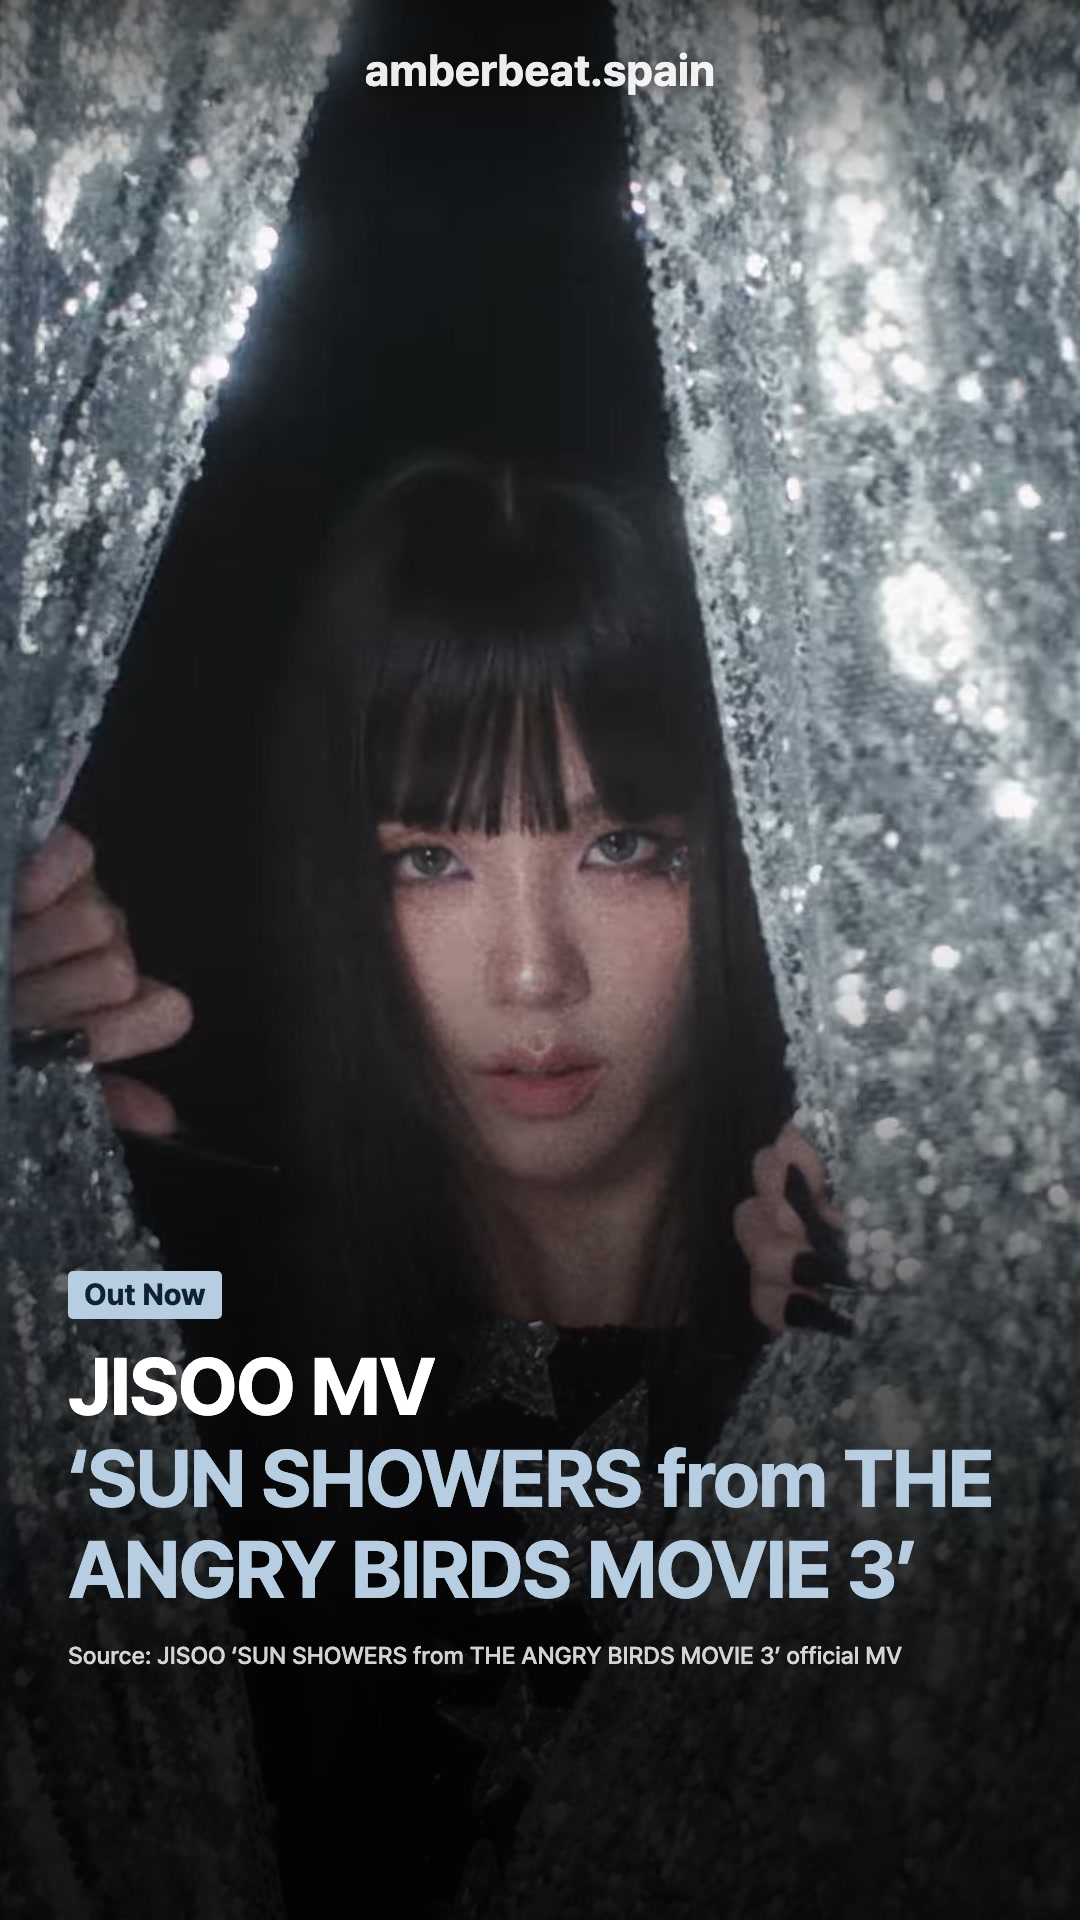 amberbeat.spain
Out Now
JISOO MV
‘SUN SHOWERS from THE
ANGRY BIRDS MOVIE 3’
Source: JISOO ‘SUN SHOWERS from THE ANGRY BIRDS MOVIE 3’ official MV